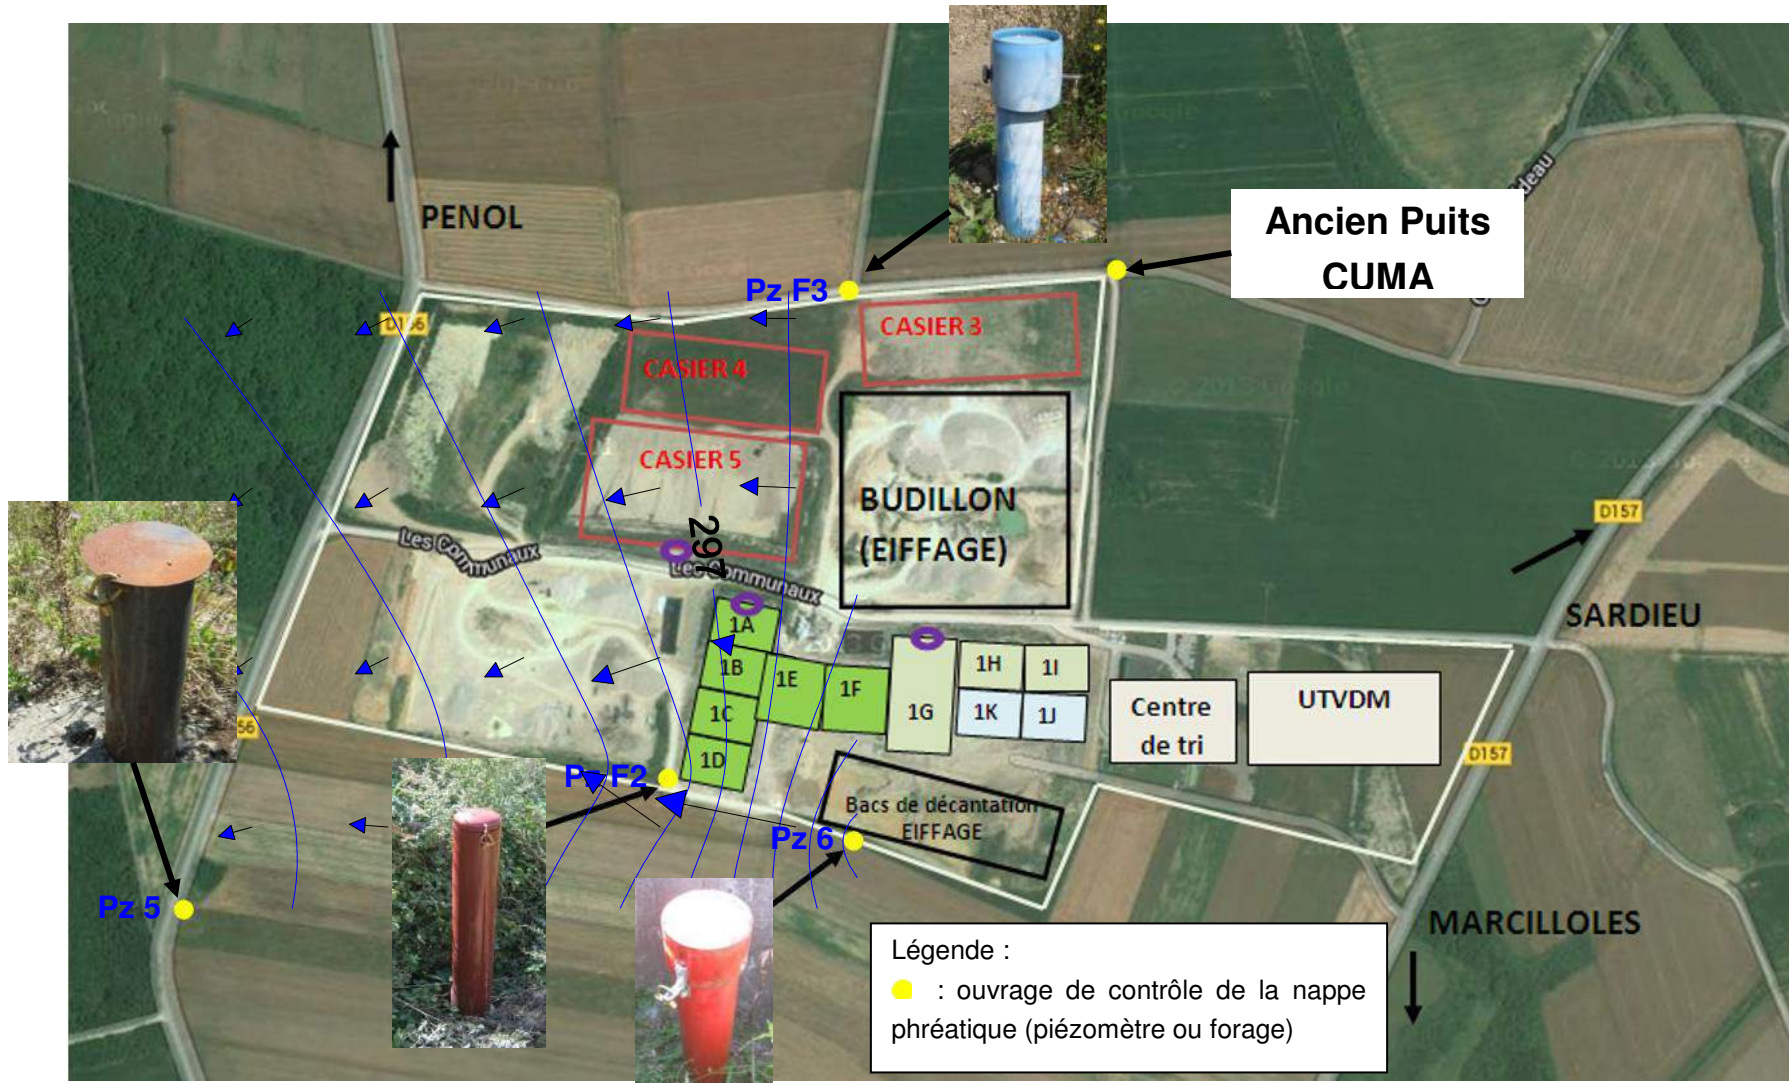 Ancien Puits
CUMA
PENOL
Pz F3
D156
CASIER 3
CASIER 4
CASIER 5
BUDILLON
(EIFFAGE)
D157
297
Les Communaux
Les Communaux
SARDIEU
1A
1B
1E
1F
1C
1D
1G
1H
1I
1K
1J
Centre
de tri
UTVDM
D157
56
Pz F2
Bacs de décantation
EIFFAGE
Pz 6
Pz 5
MARCILLOLES
Légende :
: ouvrage de contrôle de la nappe
phréatique (piézomètre ou forage)